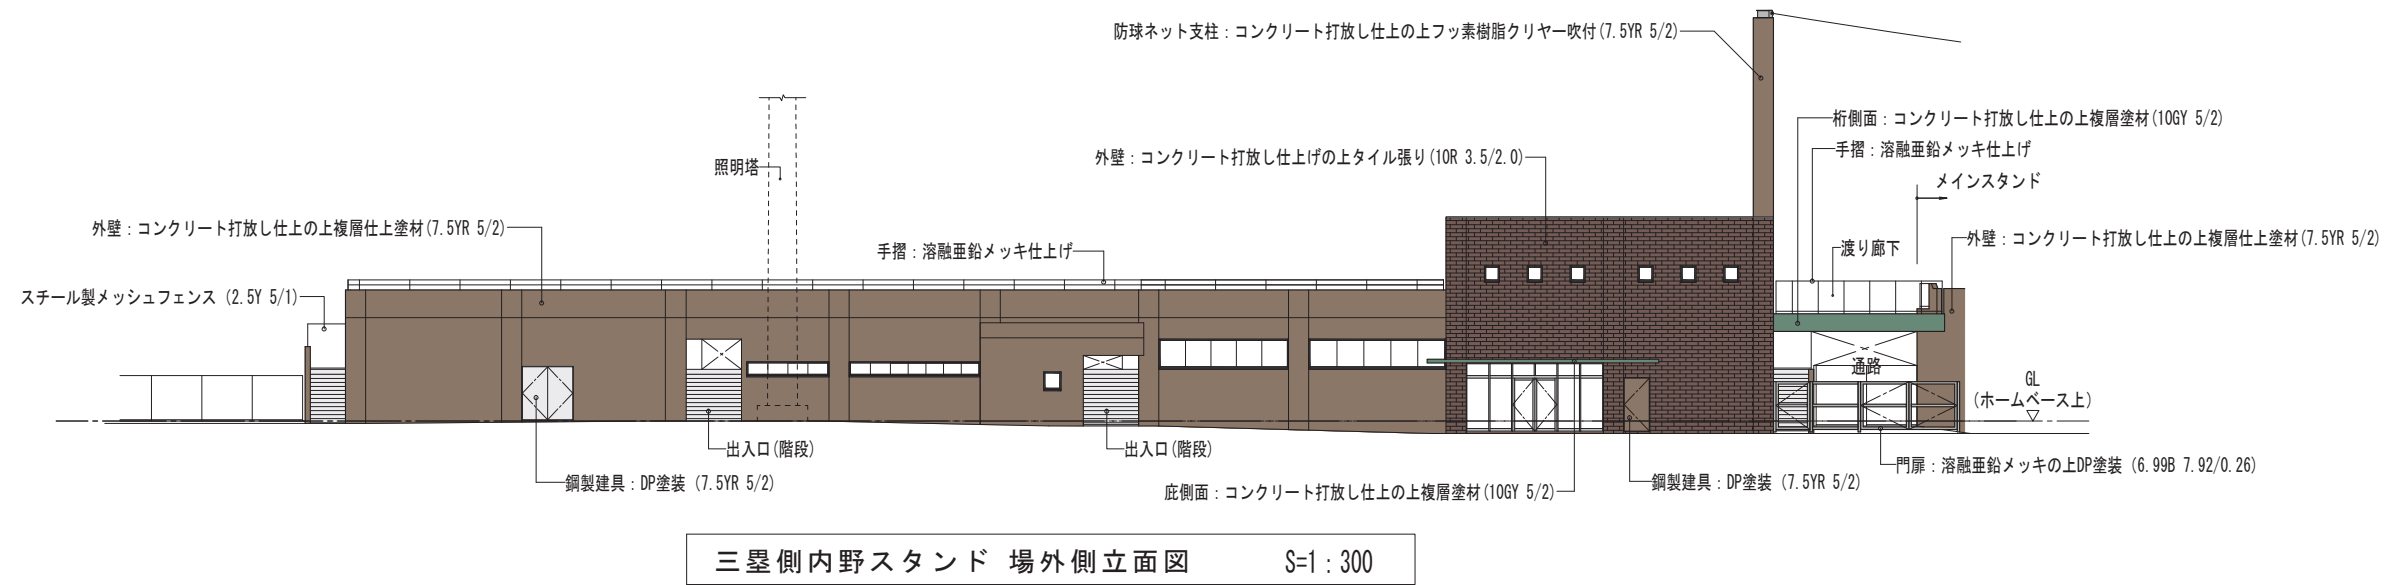 防球ネット支柱：コンクリート打放し仕上の上フッ素樹脂クリヤー吹付(7.5YR 5/2)
桁側面：コンクリート打放し仕上の上複層塗材(10GY 5/2)
手摺：溶融亜鉛メッキ仕上げ
外壁：コンクリート打放し仕上げの上タイル張り(10R 3.5/2.0)
照明塔
メインスタンド
外壁：コンクリート打放し仕上の上複層仕上塗材(7.5YR 5/2)
手摺：溶融亜鉛メッキ仕上げ
渡り廊下
外壁：コンクリート打放し仕上の上複層仕上塗材(7.5YR 5/2)
スチール製メッシュフェンス (2.5Y 5/1)
通路
GL
(ホームベース上)
出入口(階段)
出入口(階段)
門扉：溶融亜鉛メッキの上DP塗装 (6.99B 7.92/0.26)
鋼製建具：DP塗装 (7.5YR 5/2)
庇側面：コンクリート打放し仕上の上複層塗材(10GY 5/2)
鋼製建具：DP塗装 (7.5YR 5/2)
三塁側内野スタンド 場外側立面図 S=1：300